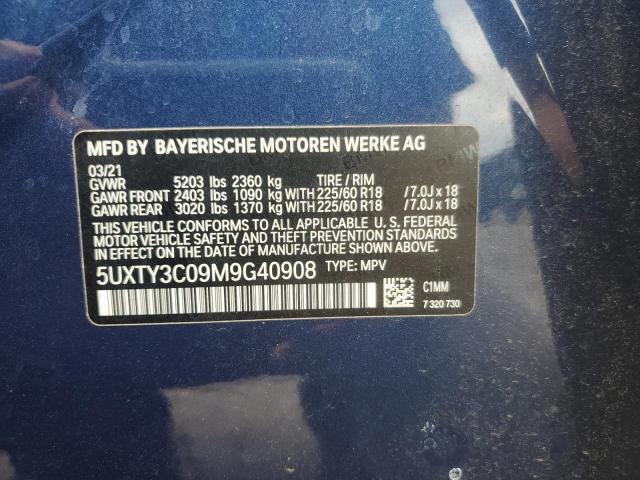 MFD BY BAYERISCHE MOTOREN WERKE AG
03/21
GVWR 5203 lbs 2360 kg TIRE / RIM
GAWR FRONT 2403 lbs 1090 kg WITH 225/60 R18 /7.0J x 18
GAWR REAR 3020 lbs 1370 kg WITH 225/60 R18 /7.0J x 18
THIS VEHICLE CONFORMS TO ALL APPLICABLE U. S. FEDERAL
MOTOR VEHICLE SAFETY AND THEFT PREVENTION STANDARDS
IN EFFECT ON THE DATE OF MANUFACTURE SHOWN ABOVE.
5UXTY3C09M9G40908 TYPE: MPV
C1MM
7 320 730